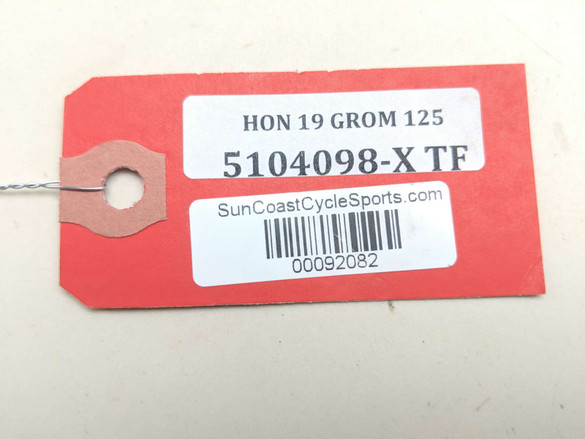 HON 19 GROM 125
5104098-X TF
SunCoastCycleSports.com
00092082